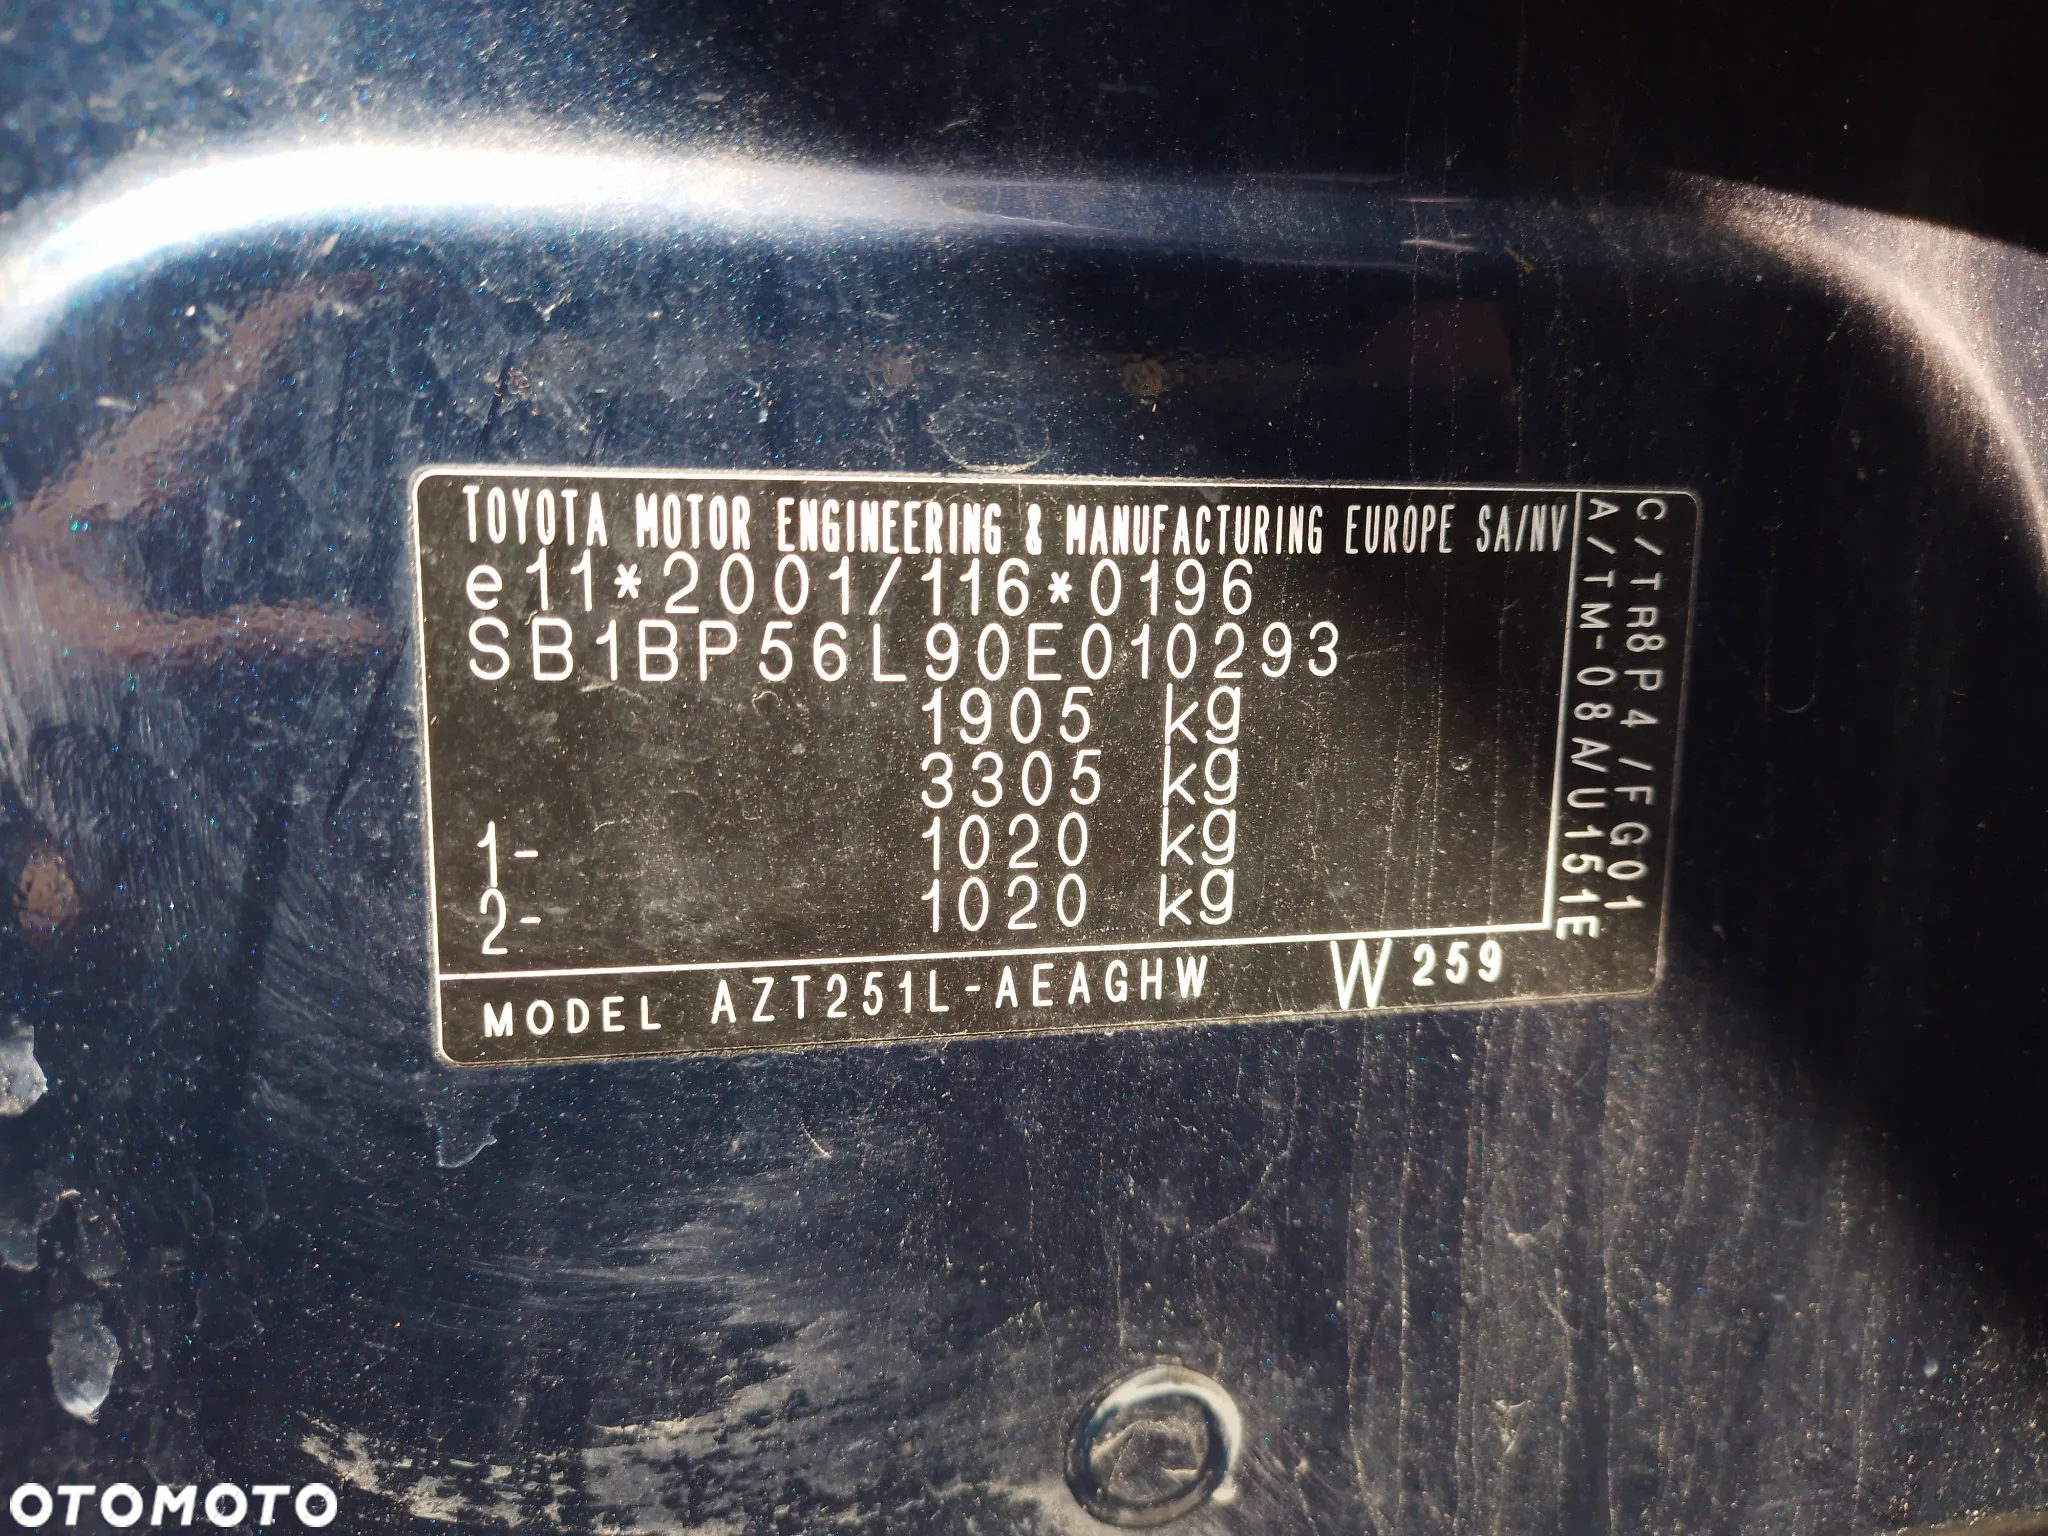 TOYOTA MOTOR ENGINEERING & MANUFACTURING EUROPE SA/NV
e11*2001/116*0196
SB1BP56L90E010293
1905 kg
3305 kg
1- 1020 kg
2- 1020 kg
MODEL AZT251L-AEAGHW W259
C/TR8P4/FG01
A/TM-08A/U151E
OTOMOTO